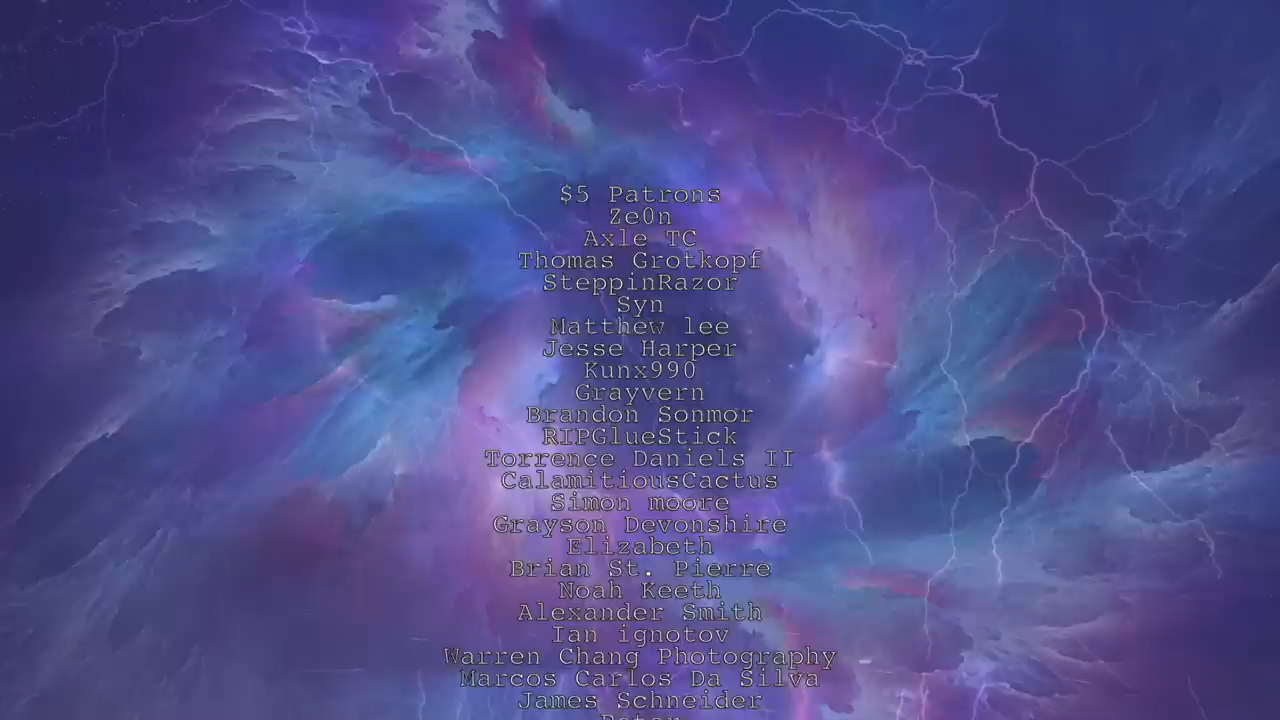 $5 Patrons
Ze0n
Axle TC
Thomas Grotkopf
SteppinRazor
Syn
Matthew lee
Jesse Harper
Kunx990
Grayvern
Brandon Sonmor
RIPGlueStick
Torrence Daniels II
CalamitiousCactus
Simon moore
Grayson Devonshire
Elizabeth
Brian St. Pierre
Noah Keeth
Alexander Smith
Ian ignotov
Warren Chang Photography
Marcos Carlos Da Silva
James Schneider